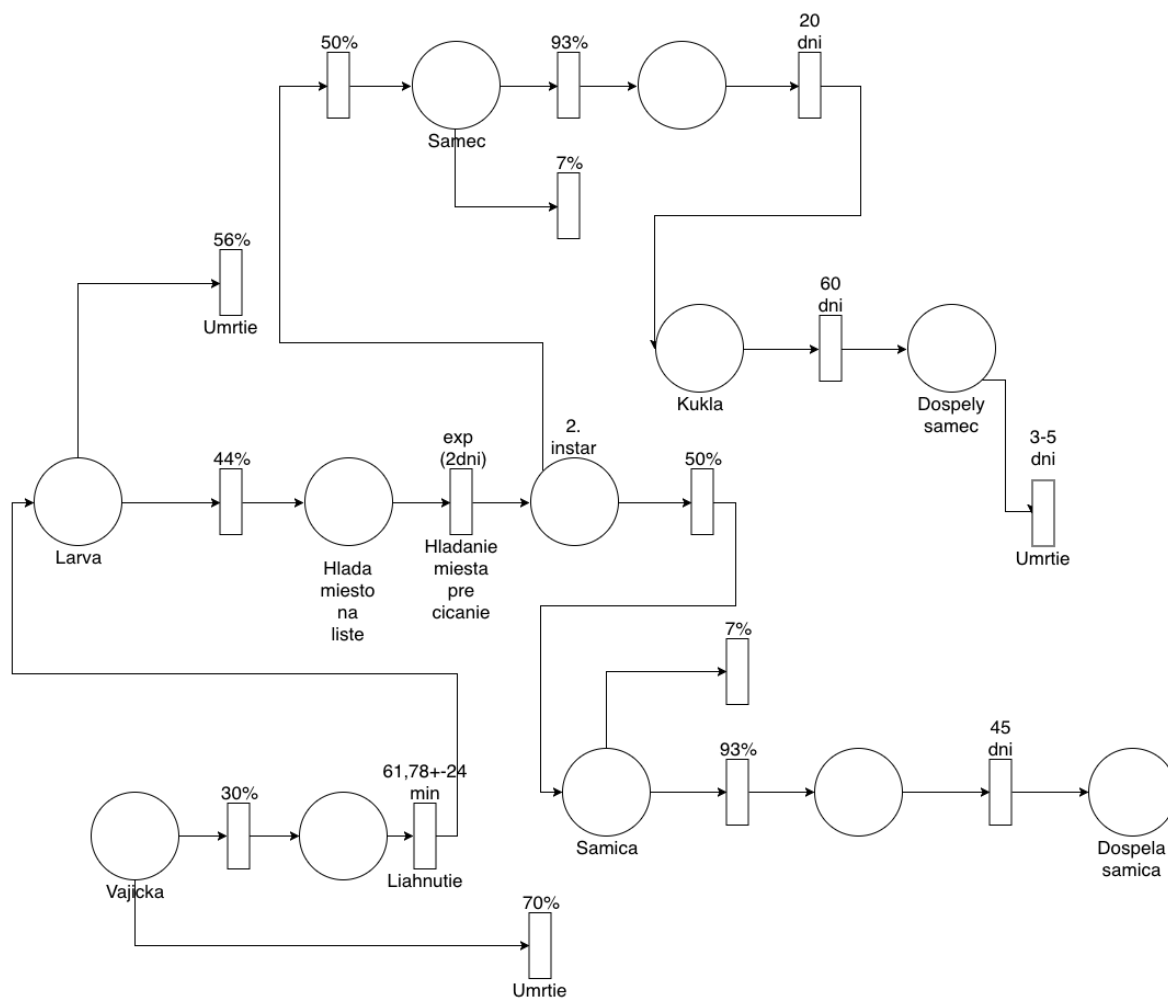 50%
93%
20
dni
Samec
7%
56%
Umrtie
60
dni
Kukla
Dospely
samec
3-5
dni
Umrtie
44%
exp
(2dni)
2.
instar
50%
Larva
Hlada
miesto
na
liste
Hladanie
miesta
pre
cicanie
7%
93%
45
dni
Samica
Dospela
samica
30%
61,78+-24
min
Vajicka
Liahnutie
70%
Umrtie